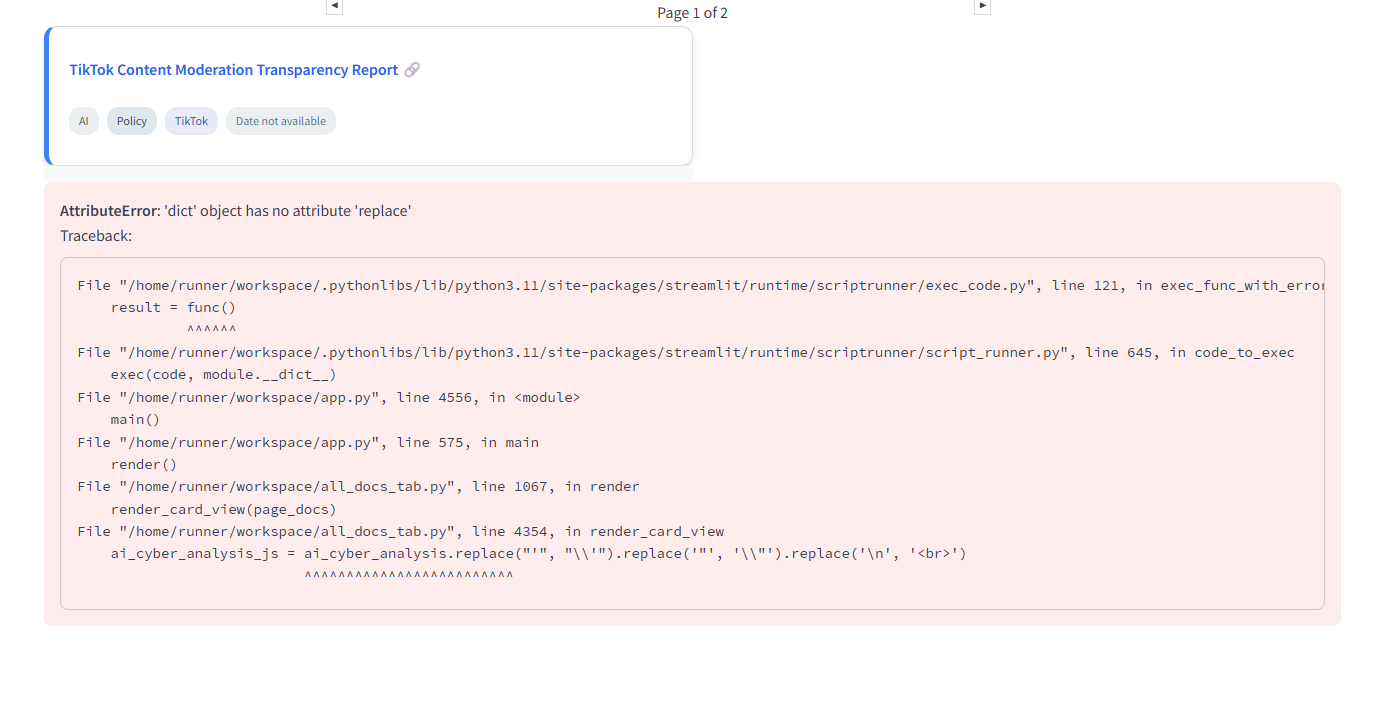 ◄
Page 1 of 2
►
TikTok Content Moderation Transparency Report 🔗
AI Policy TikTok Date not available
AttributeError: 'dict' object has no attribute 'replace'
Traceback:
File "/home/runner/workspace/.pythonlibs/lib/python3.11/site-packages/streamlit/runtime/scriptrunner/exec_code.py", line 121, in exec_func_with_error
    result = func()
             ^^^^^^
File "/home/runner/workspace/.pythonlibs/lib/python3.11/site-packages/streamlit/runtime/scriptrunner/script_runner.py", line 645, in code_to_exec
    exec(code, module.__dict__)
File "/home/runner/workspace/app.py", line 4556, in <module>
    main()
File "/home/runner/workspace/app.py", line 575, in main
    render()
File "/home/runner/workspace/all_docs_tab.py", line 1067, in render
    render_card_view(page_docs)
File "/home/runner/workspace/all_docs_tab.py", line 4354, in render_card_view
    ai_cyber_analysis_js = ai_cyber_analysis.replace("'", "\\'").replace('"', '\\"').replace('\n', '<br>')
                           ^^^^^^^^^^^^^^^^^^^^^^^^^